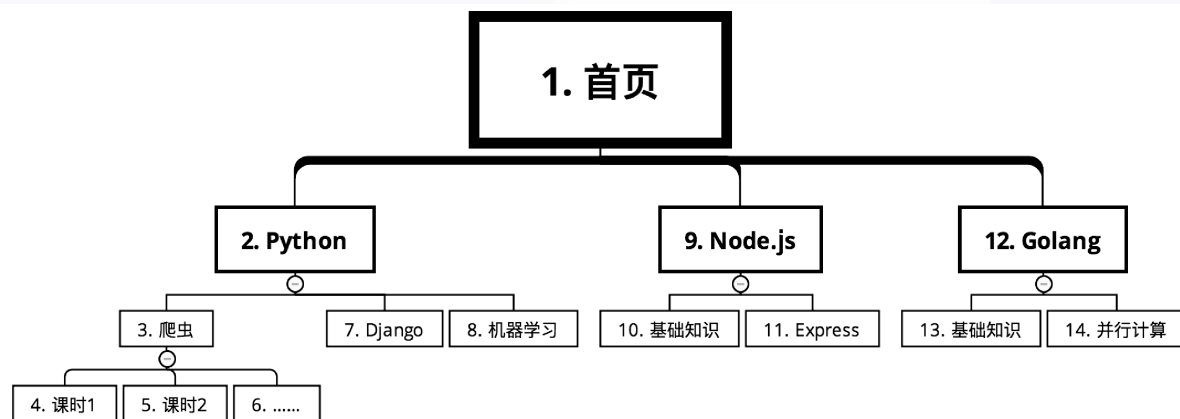 1. 首页
2. Python
9. Node.js
12. Golang
3. 爬虫
7. Django
8. 机器学习
10. 基础知识
11. Express
13. 基础知识
14. 并行计算
4. 课时1
5. 课时2
6. ......